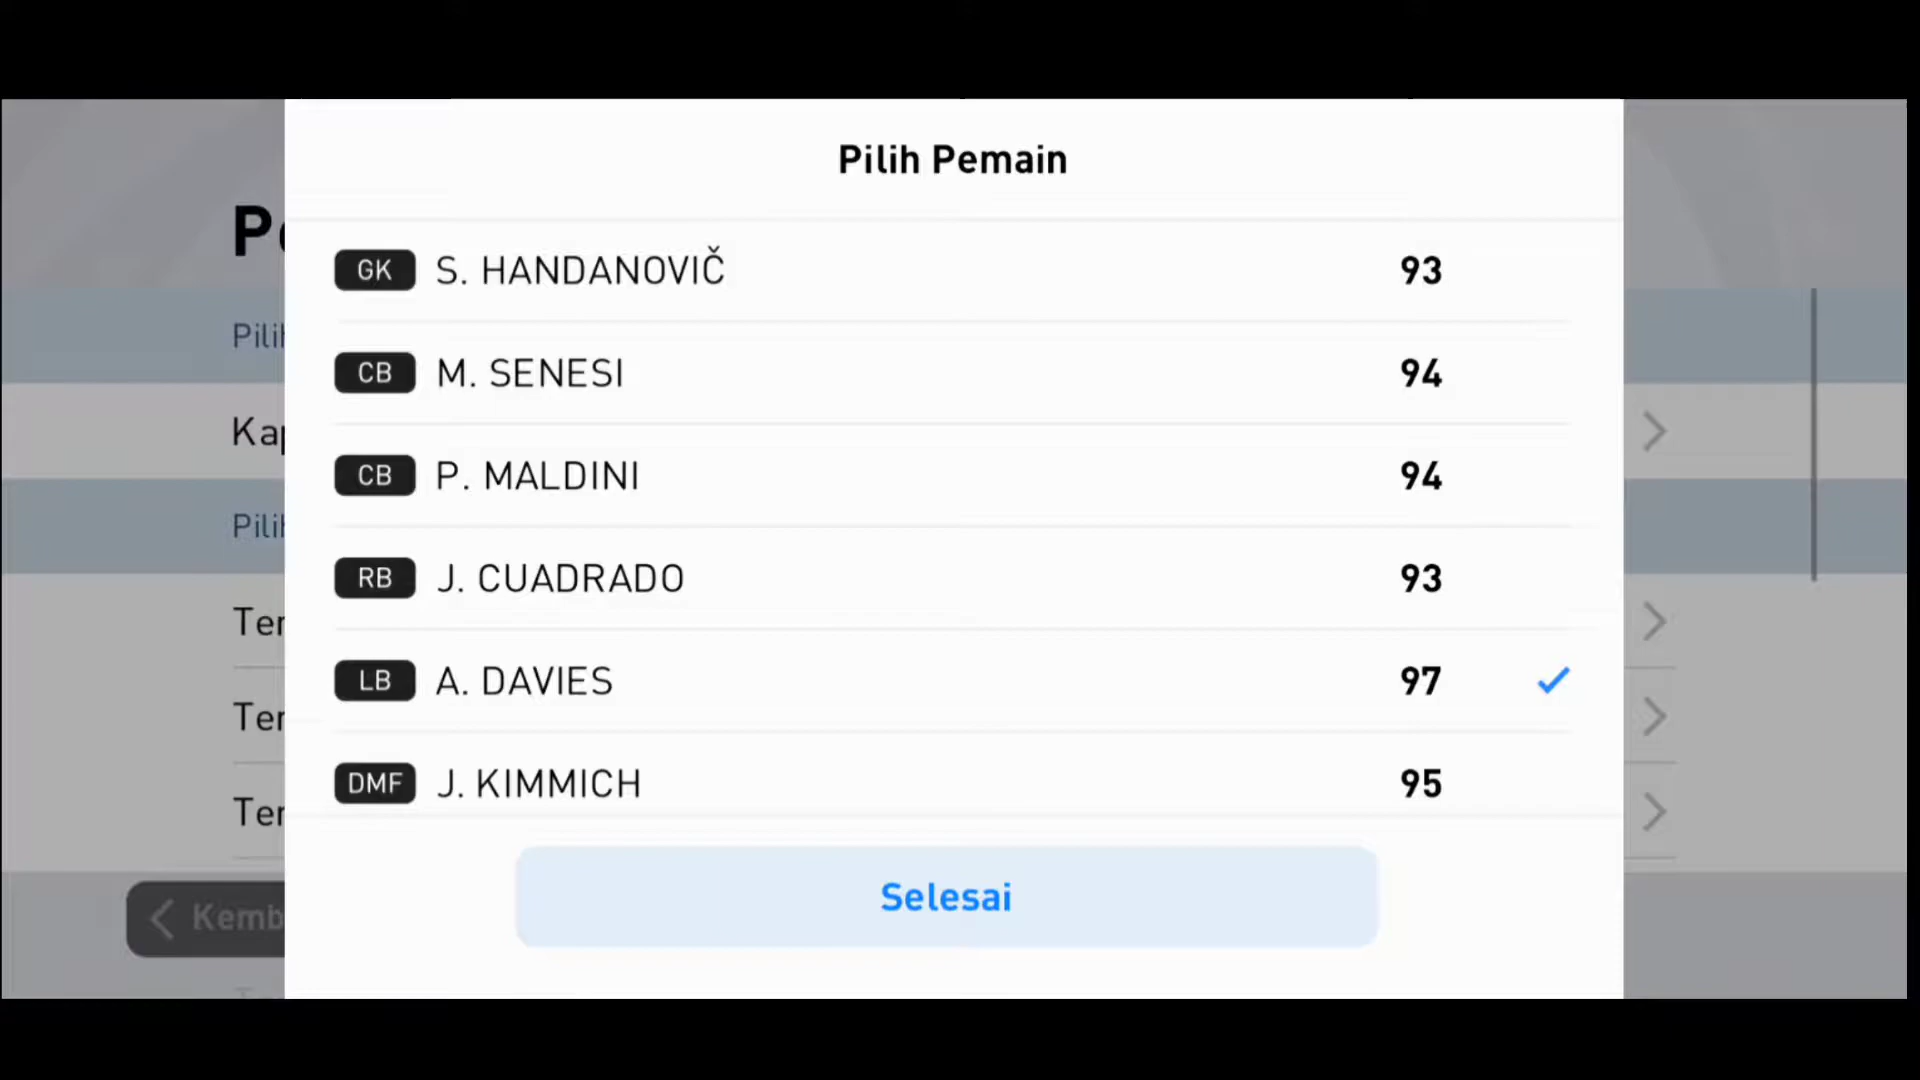 Pilih Pemain
GK S. HANDANOVIČ 93
CB M. SENESI 94
CB P. MALDINI 94
RB J. CUADRADO 93
LB A. DAVIES 97
DMF J. KIMMICH 95
Selesai